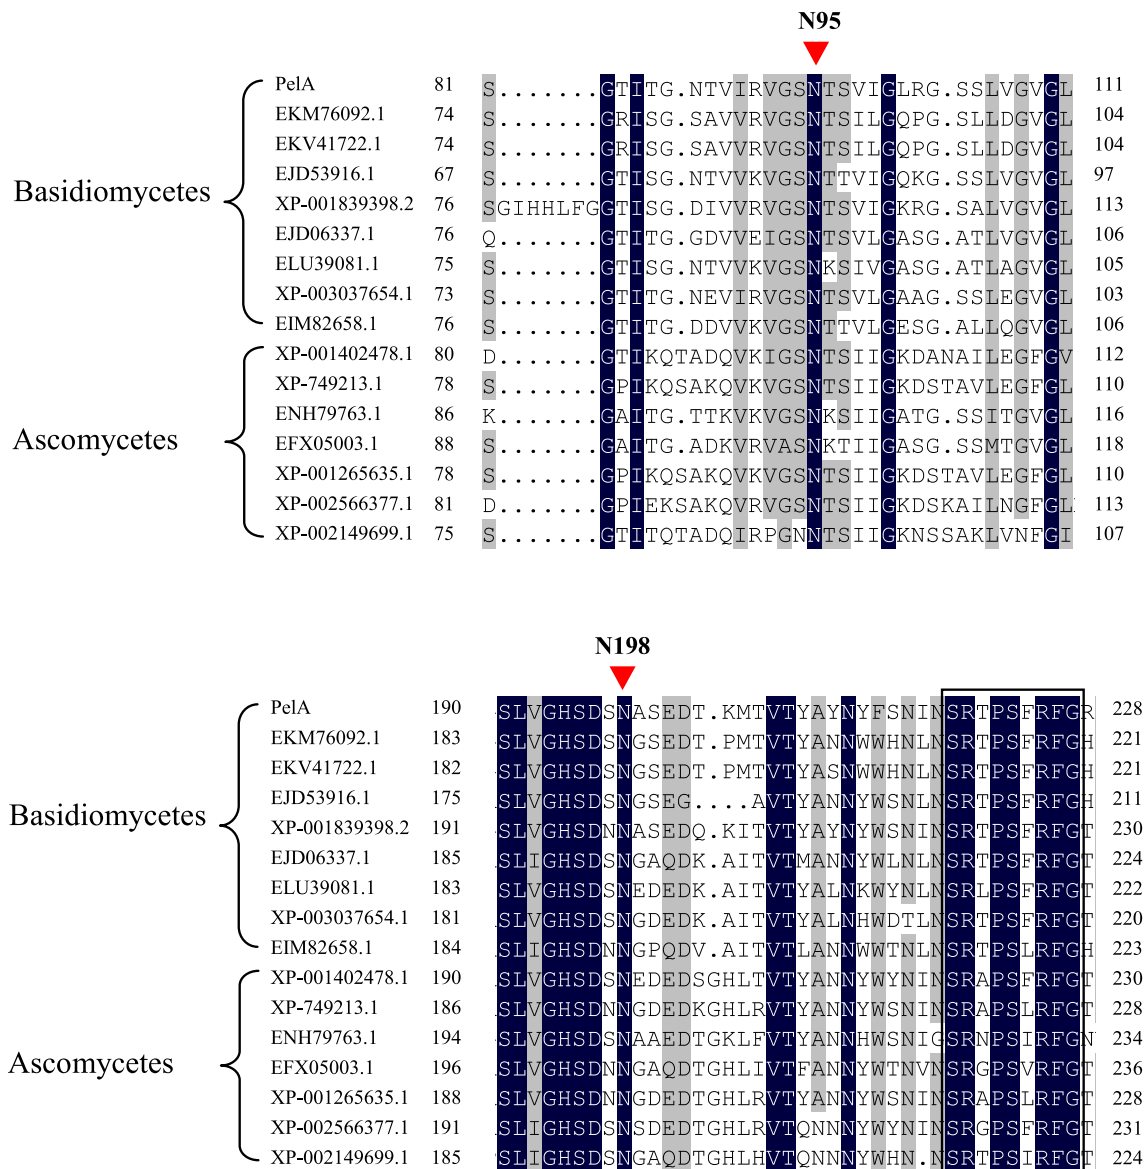 N95
PelA 81 S.......GTITG.NTVIRVGSNTSVIGLRG.SSLVGVGL 111
EKM76092.1 74 S.......GRISG.SAVVRVGSNTSILGQPG.SLLDGVGL 104
EKV41722.1 74 S.......GRISG.SAVVRVGSNTSILGQPG.SLLDGVGL 104
EJD53916.1 67 S.......GTISG.NTVVKVGSNTTVIGQKG.SSLVGVGL 97
Basidiomycetes
XP-001839398.2 76 SGIHHLFGGTISG.DIVVRVGSNTSVIGKRG.SALVGVGL 113
EJD06337.1 76 Q.......GTITG.GDVVEIGSNTSVLGASG.ATLVGVGL 106
ELU39081.1 75 S.......GTISG.NTVVKVGSNKSIVGASG.ATLAGVGL 105
XP-003037654.1 73 S.......GTITG.NEVIRVGSNTSVLGAAG.SSLEGVGL 103
EIM82658.1 76 S.......GTITG.DDVVKVGSNTTVLGESG.ALLQGVGL 106
XP-001402478.1 80 D.......GTIKQTADQVKIGSNTSIIGKDANAILEGFGV 112
XP-749213.1 78 S.......GPIKQSAKQVKVGSNTSIIGKDSTAVLEGFGL 110
ENH79763.1 86 K.......GAITG.TTKVKVGSNKSIIGATG.SSITGVGL 116
Ascomycetes
EFX05003.1 88 S.......GAITG.ADKVRVASNKTIIGASG.SSMTGVGL 118
XP-001265635.1 78 S.......GPIKQSAKQVKVGSNTSIIGKDSTAVLEGFGL 110
XP-002566377.1 81 D.......GPIEKSAKQVRVGSNTSIIGKDSKAILNGFGL 113
XP-002149699.1 75 S.......GTITQTADQIRPGNNTSIIGKNSSAKLVNFGI 107
N198
PelA 190 SLVGHSDSNASEDT.KMTVTYAYNYFSNINSRTPSFRFGR 228
EKM76092.1 183 SLVGHSDSNGSEDT.PMTVTYANNWWHNLNSRTPSFRFGH 221
EKV41722.1 182 SLVGHSDSNGSEDT.PMTVTYASNWWHNLNSRTPSFRFGH 221
EJD53916.1 175 SLVGHSDSNGSEG....AVTYANNYWSNLNSRTPSFRFGH 211
Basidiomycetes
XP-001839398.2 191 SLVGHSDNNASEDQ.KITVTYAYNYWSNINSRTPSFRFGT 230
EJD06337.1 185 SLIGHSDSNGAQDK.AITVTMANNYWLNLNSRTPSFRFGT 224
ELU39081.1 183 SLVGHSDSNEDEDK.AITVTYALNKWYNLNSRLPSFRFGT 222
XP-003037654.1 181 SLVGHSDSNGDEDK.AITVTYALNHWDTLNSRTPSFRFGT 220
EIM82658.1 184 SLIGHSDNNGPQDV.AITVTLANNWWTNLNSRTPSLRFGH 223
XP-001402478.1 190 SLVGHSDSNEDEDSGHLTVTYANNYWYNINSRAPSFRFGT 230
XP-749213.1 186 SLVGHSDNNGDEDKGHLRVTYANNYWSNINSRAPSLRFGT 228
ENH79763.1 194 SLVGHSDSNAAEDTGKLFVTYANNHWSNIGSRNPSIRFGN 234
Ascomycetes
EFX05003.1 196 SLVGHSDNNGAQDTGHLIVTFANNYWTNVNSRGPSVRFGT 236
XP-001265635.1 188 SLVGHSDNNGDEDTGHLRVTYANNYWSNINSRAPSLRFGT 228
XP-002566377.1 191 SLIGHSDSNSDEDTGHLRVTQNNNYWYNINSRGPSFRFGT 231
XP-002149699.1 185 SLIGHSDSNGAQDTGHLHVTQNNNYWYHN.NSRGPSFRFGT 224